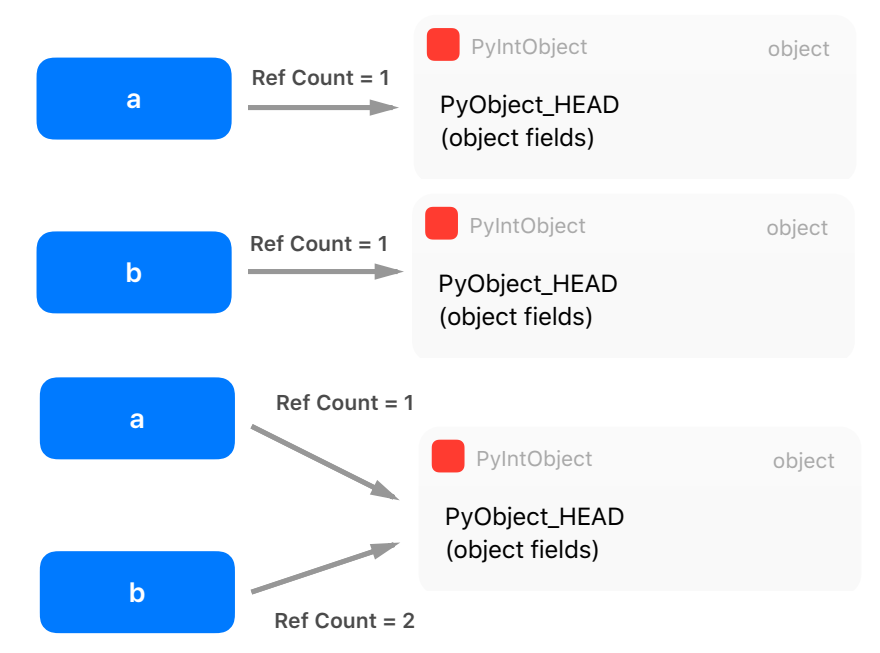 a
Ref Count = 1
PyIntObject
object
PyObject_HEAD
(object fields)
b
Ref Count = 1
PyIntObject
object
PyObject_HEAD
(object fields)
a
Ref Count = 1
PyIntObject
object
PyObject_HEAD
(object fields)
b
Ref Count = 2